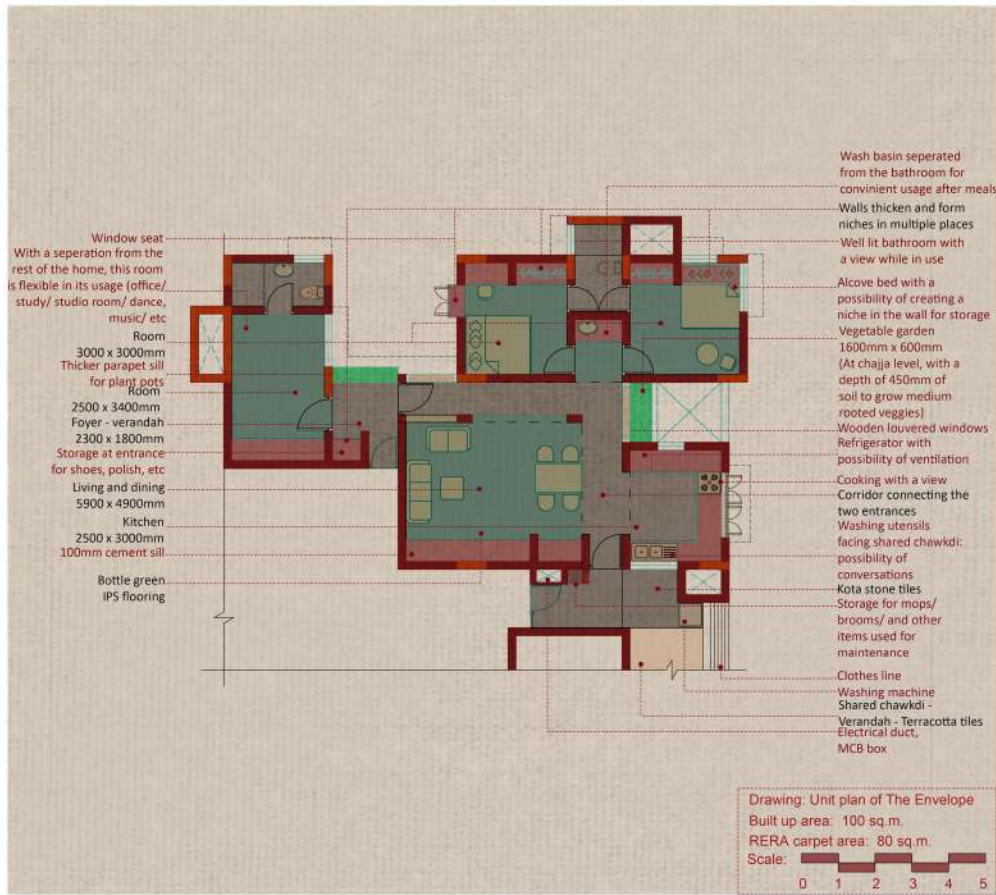 Window seat
With a seperation from the
rest of the home, this room
is flexible in its usage (office/
study/ studio room/ dance,
music/ etc
Room
3000 x 3000mm
Thicker parapet sill
for plant pots
Room
2500 x 3400mm
Foyer - verandah
2300 x 1800mm
Storage at entrance
for shoes, polish, etc
Living and dining
5900 x 4900mm
Kitchen
2500 x 3000mm
100mm cement sill
Bottle green
IPS flooring
Wash basin seperated
from the bathroom for
convinient usage after meals
Walls thicken and form
niches in multiple places
Well lit bathroom with
a view while in use
Alcove bed with a
possibility of creating a
niche in the wall for storage
Vegetable garden
1600mm x 600mm
(At chajja level, with a
depth of 450mm of
soil to grow medium
rooted veggies)
Wooden louvered windows
Refrigerator with
possibility of ventilation
Cooking with a view
Corridor connecting the
two entrances
Washing utensils
facing shared chawkdi:
possibility of
conversations
Kota stone tiles
Storage for mops/
brooms/ and other
items used for
maintenance
Clothes line
Washing machine
Shared chawkdi -
Verandah - Terracotta tiles
Electrical duct,
MCB box
Drawing: Unit plan of The Envelope
Built up area: 100 sq.m.
RERA carpet area: 80 sq.m.
Scale:
0 1 2 3 4 5